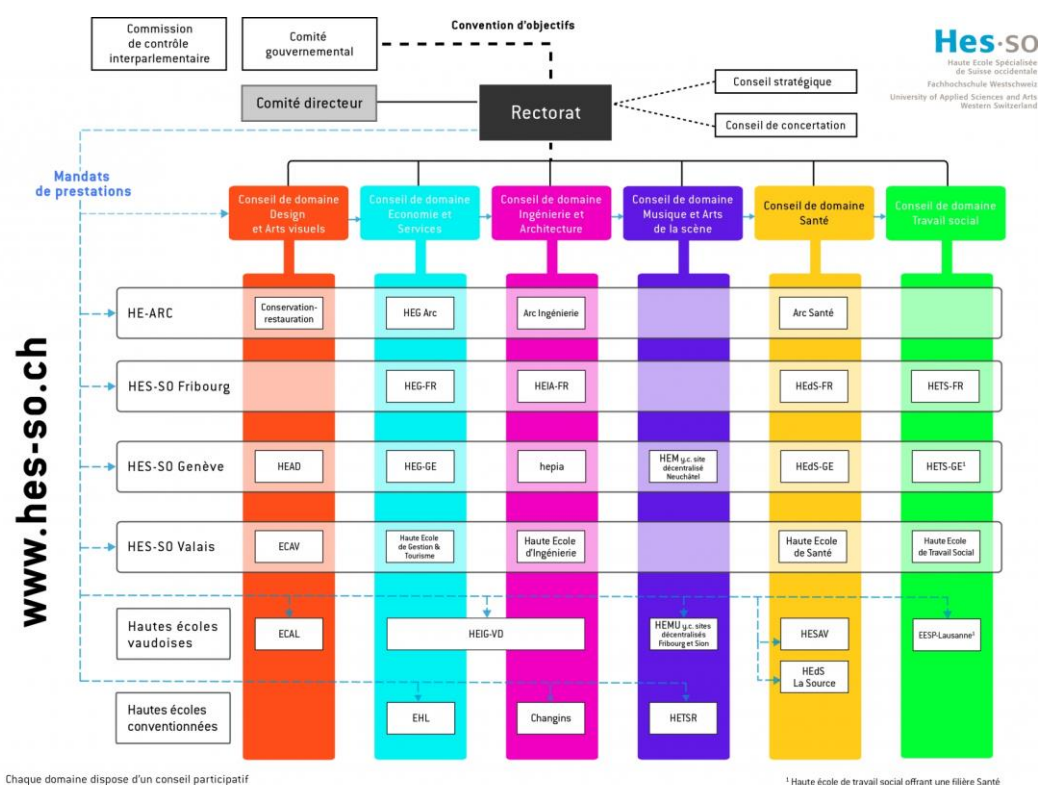 Commission
de contrôle
interparlementaire
Comité
gouvernemental
Convention d'objectifs
Hes·so
Haute Ecole Spécialisée
de Suisse occidentale
Fachhochschule Westschweiz
University of Applied Sciences and Arts
Western Switzerland
Comité directeur
Rectorat
Conseil stratégique
Conseil de concertation
Mandats
de prestations
Conseil de domaine
Design
et Arts visuels
Conseil de domaine
Economie et
Services
Conseil de domaine
Ingénierie et
Architecture
Conseil de domaine
Musique et Arts
de la scène
Conseil de domaine
Santé
Conseil de domaine
Travail social
www.hes-so.ch
HE-ARC
Conservation-
restauration
HEG Arc
Arc Ingénierie
Arc Santé
HES-SO Fribourg
HEG-FR
HEIA-FR
HEdS-FR
HETS-FR
HES-SO Genève
HEAD
HEG-GE
hepia
HEM y.c. site
décentralisé
Neuchâtel
HEdS-GE
HETS-GE¹
HES-SO Valais
ECAV
Haute Ecole
de Gestion &
Tourisme
Haute Ecole
d'Ingénierie
Haute Ecole
de Santé
Haute Ecole
de Travail Social
Hautes écoles
vaudoises
ECAL
HEIG-VD
HEMU y.c. sites
décentralisés
Fribourg et Sion
HESAV
EESP-Lausanne¹
HEdS
La Source
Hautes écoles
conventionnées
EHL
Changins
HETSR
Chaque domaine dispose d'un conseil participatif
¹ Haute école de travail social offrant une filière Santé